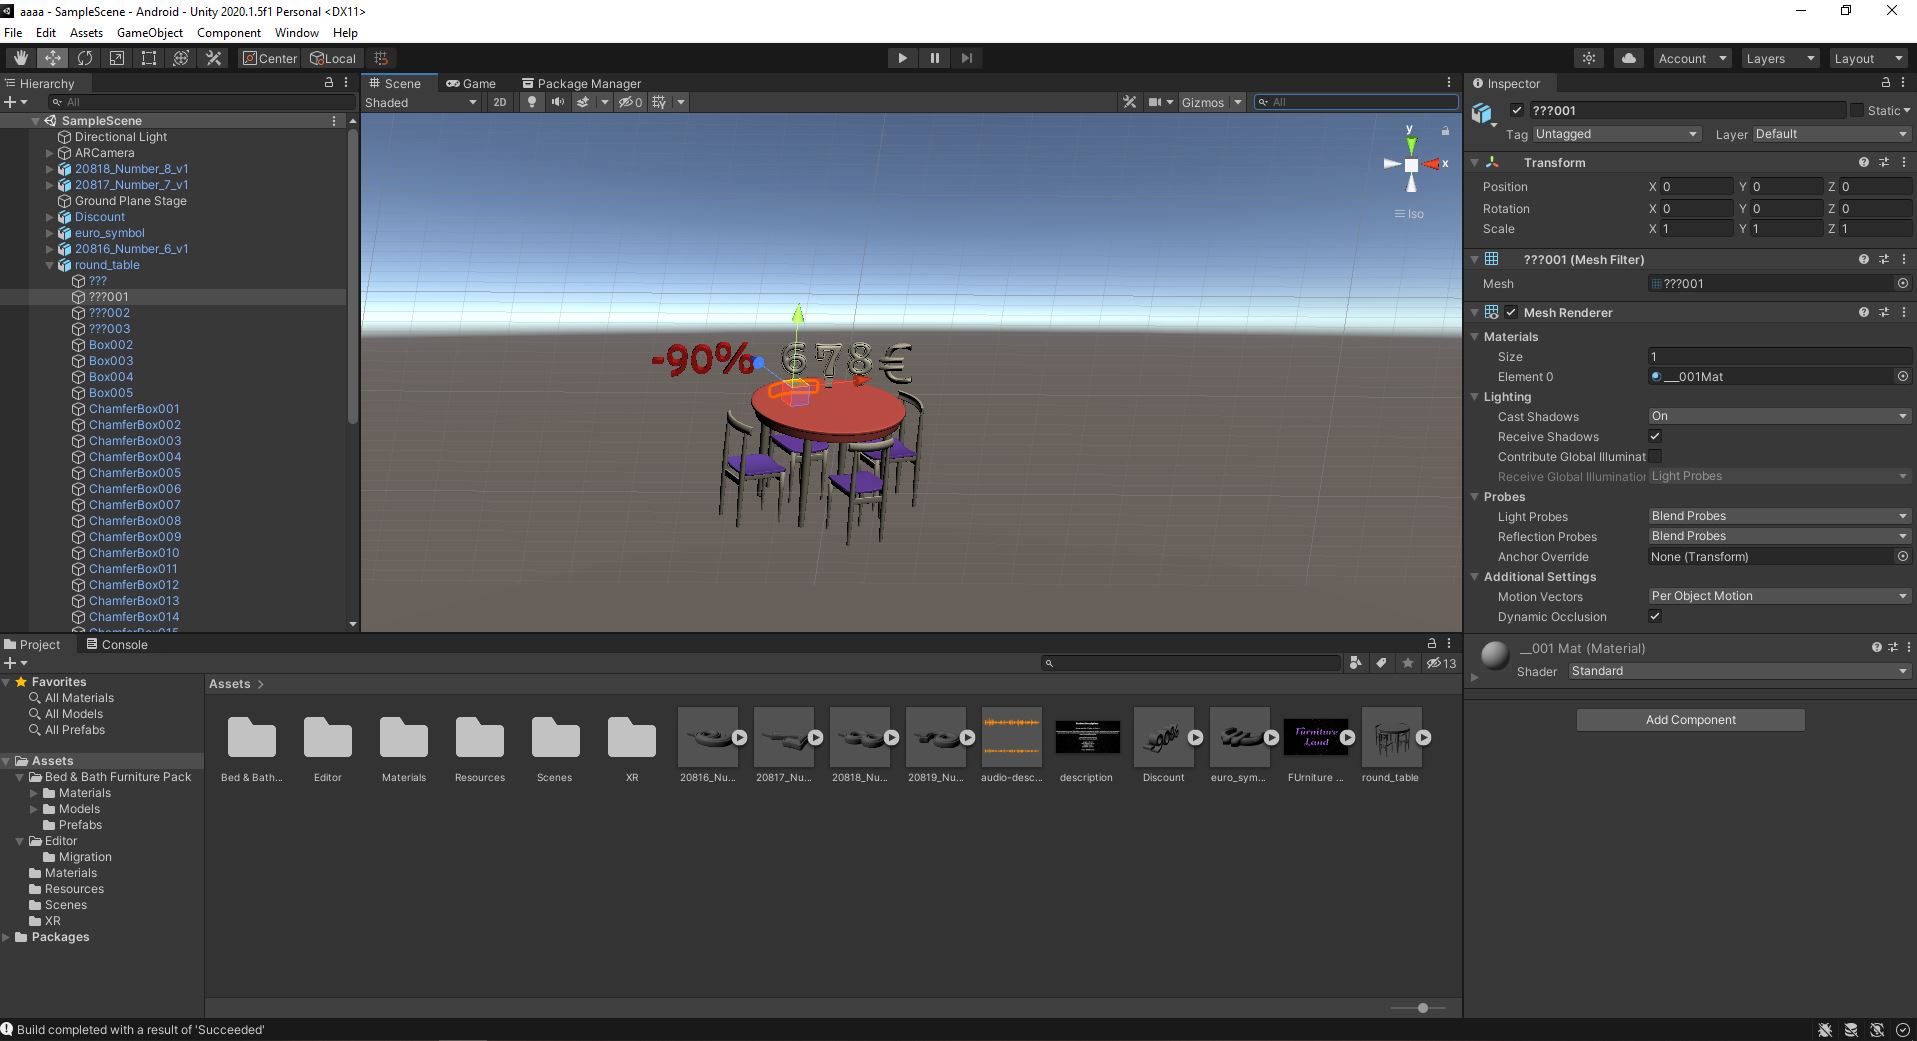 aaaa - SampleScene - Android - Unity 2020.1.5f1 Personal <DX11>
File Edit Assets GameObject Component Window Help
Center Local Account Layers Layout
Hierarchy
All
SampleScene
Directional Light
ARCamera
20818_Number_8_v1
20817_Number_7_v1
Ground Plane Stage
Discount
euro_symbol
20816_Number_6_v1
round_table
???
???001
???002
???003
Box002
Box003
Box004
Box005
ChamferBox001
ChamferBox002
ChamferBox003
ChamferBox004
ChamferBox005
ChamferBox006
ChamferBox007
ChamferBox008
ChamferBox009
ChamferBox010
ChamferBox011
ChamferBox012
ChamferBox013
ChamferBox014
ChamferBox015
Scene Game Package Manager
Shaded 2D 0 Gizmos All
y
x
Iso
-90% 678€
Inspector
???001 Static
Tag Untagged Layer Default
Transform
Position X 0 Y 0 Z 0
Rotation X 0 Y 0 Z 0
Scale X 1 Y 1 Z 1
???001 (Mesh Filter)
Mesh ???001
Mesh Renderer
Materials
Size 1
Element 0 __001Mat
Lighting
Cast Shadows On
Receive Shadows
Contribute Global Illuminat
Receive Global Illumination Light Probes
Probes
Light Probes Blend Probes
Reflection Probes Blend Probes
Anchor Override None (Transform)
Additional Settings
Motion Vectors Per Object Motion
Dynamic Occlusion
__001 Mat (Material)
Shader Standard
Add Component
Project Console
13
Favorites
All Materials
All Models
All Prefabs
Assets
Bed & Bath Furniture Pack
Materials
Models
Prefabs
Editor
Migration
Materials
Resources
Scenes
XR
Packages
Assets >
-90%
Furniture
Land
Bed & Bath... Editor Materials Resources Scenes XR 20816_Nu... 20817_Nu... 20818_Nu... 20819_Nu... audio-desc... description Discount euro_sym... FUrniture ... round_table
Build completed with a result of 'Succeeded'